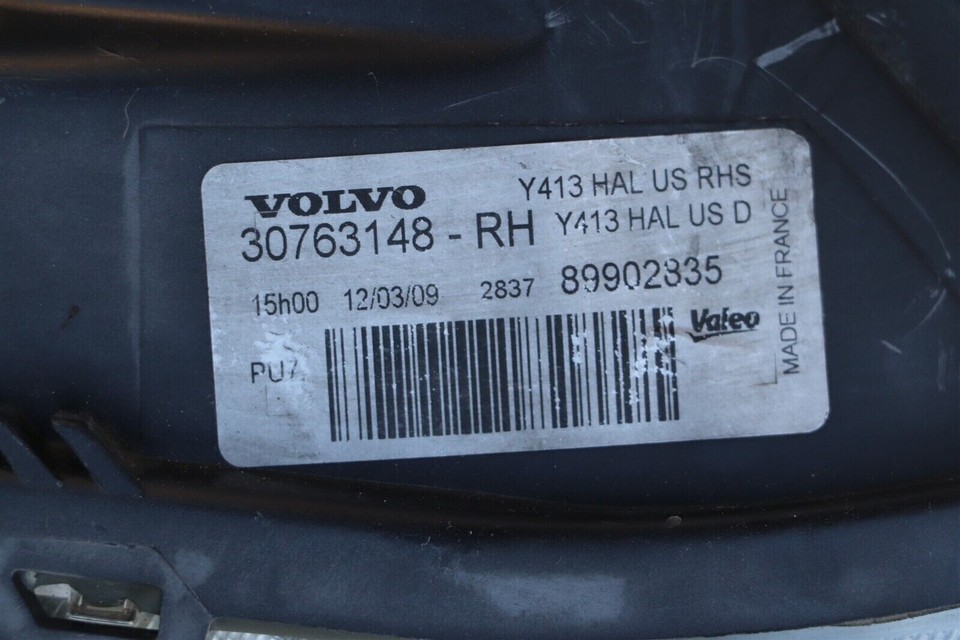 VOLVO
Y413 HAL US RHS
30763148 - RH
Y413 HAL US D
15h00 12/03/09 2837 89902835
Valeo
PU7
MADE IN FRANCE